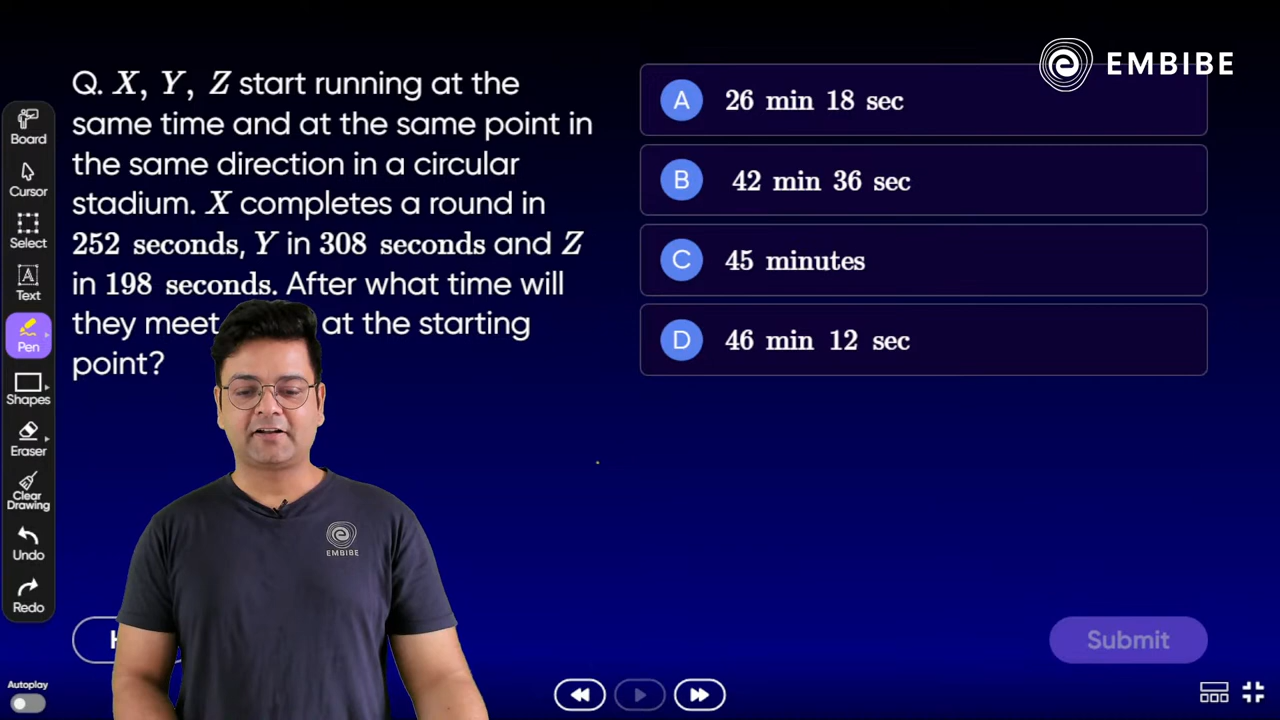 EMBIBE
Q. X, Y, Z start running at the
same time and at the same point in
the same direction in a circular
stadium. X completes a round in
252 seconds, Y in 308 seconds and Z
in 198 seconds. After what time will
they meet at the starting
point?
A 26 min 18 sec
B 42 min 36 sec
C 45 minutes
D 46 min 12 sec
Board
Cursor
Select
A
Text
Pen
Shapes
Eraser
Clear
Drawing
Undo
Redo
Autoplay
EMBIBE
Submit